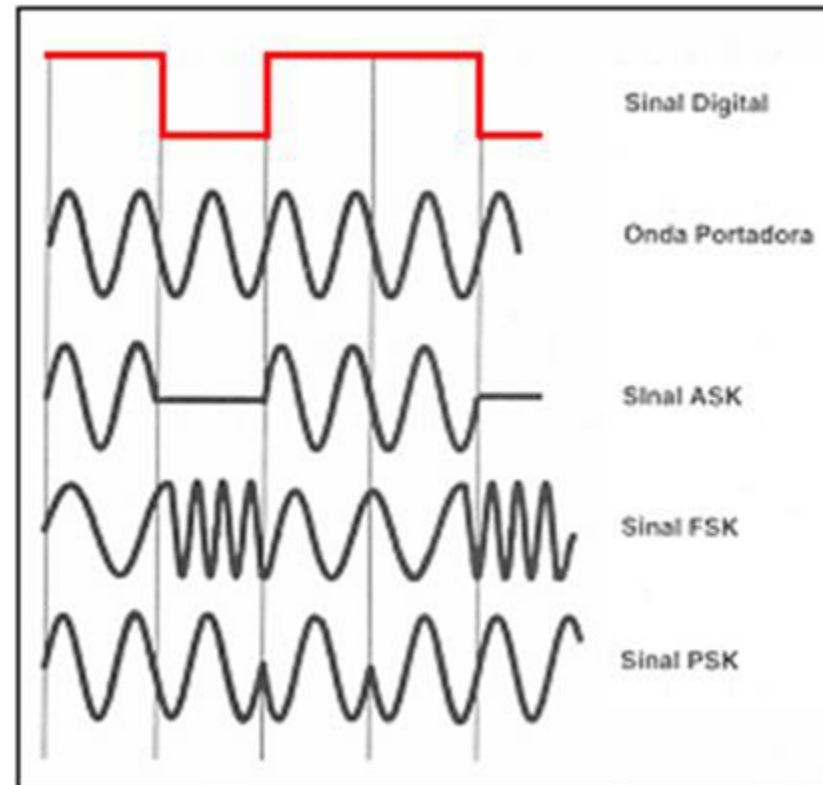 Sinal Digital
Onda Portadora
SInal ASK
Sinal FSK
Sinal PSK